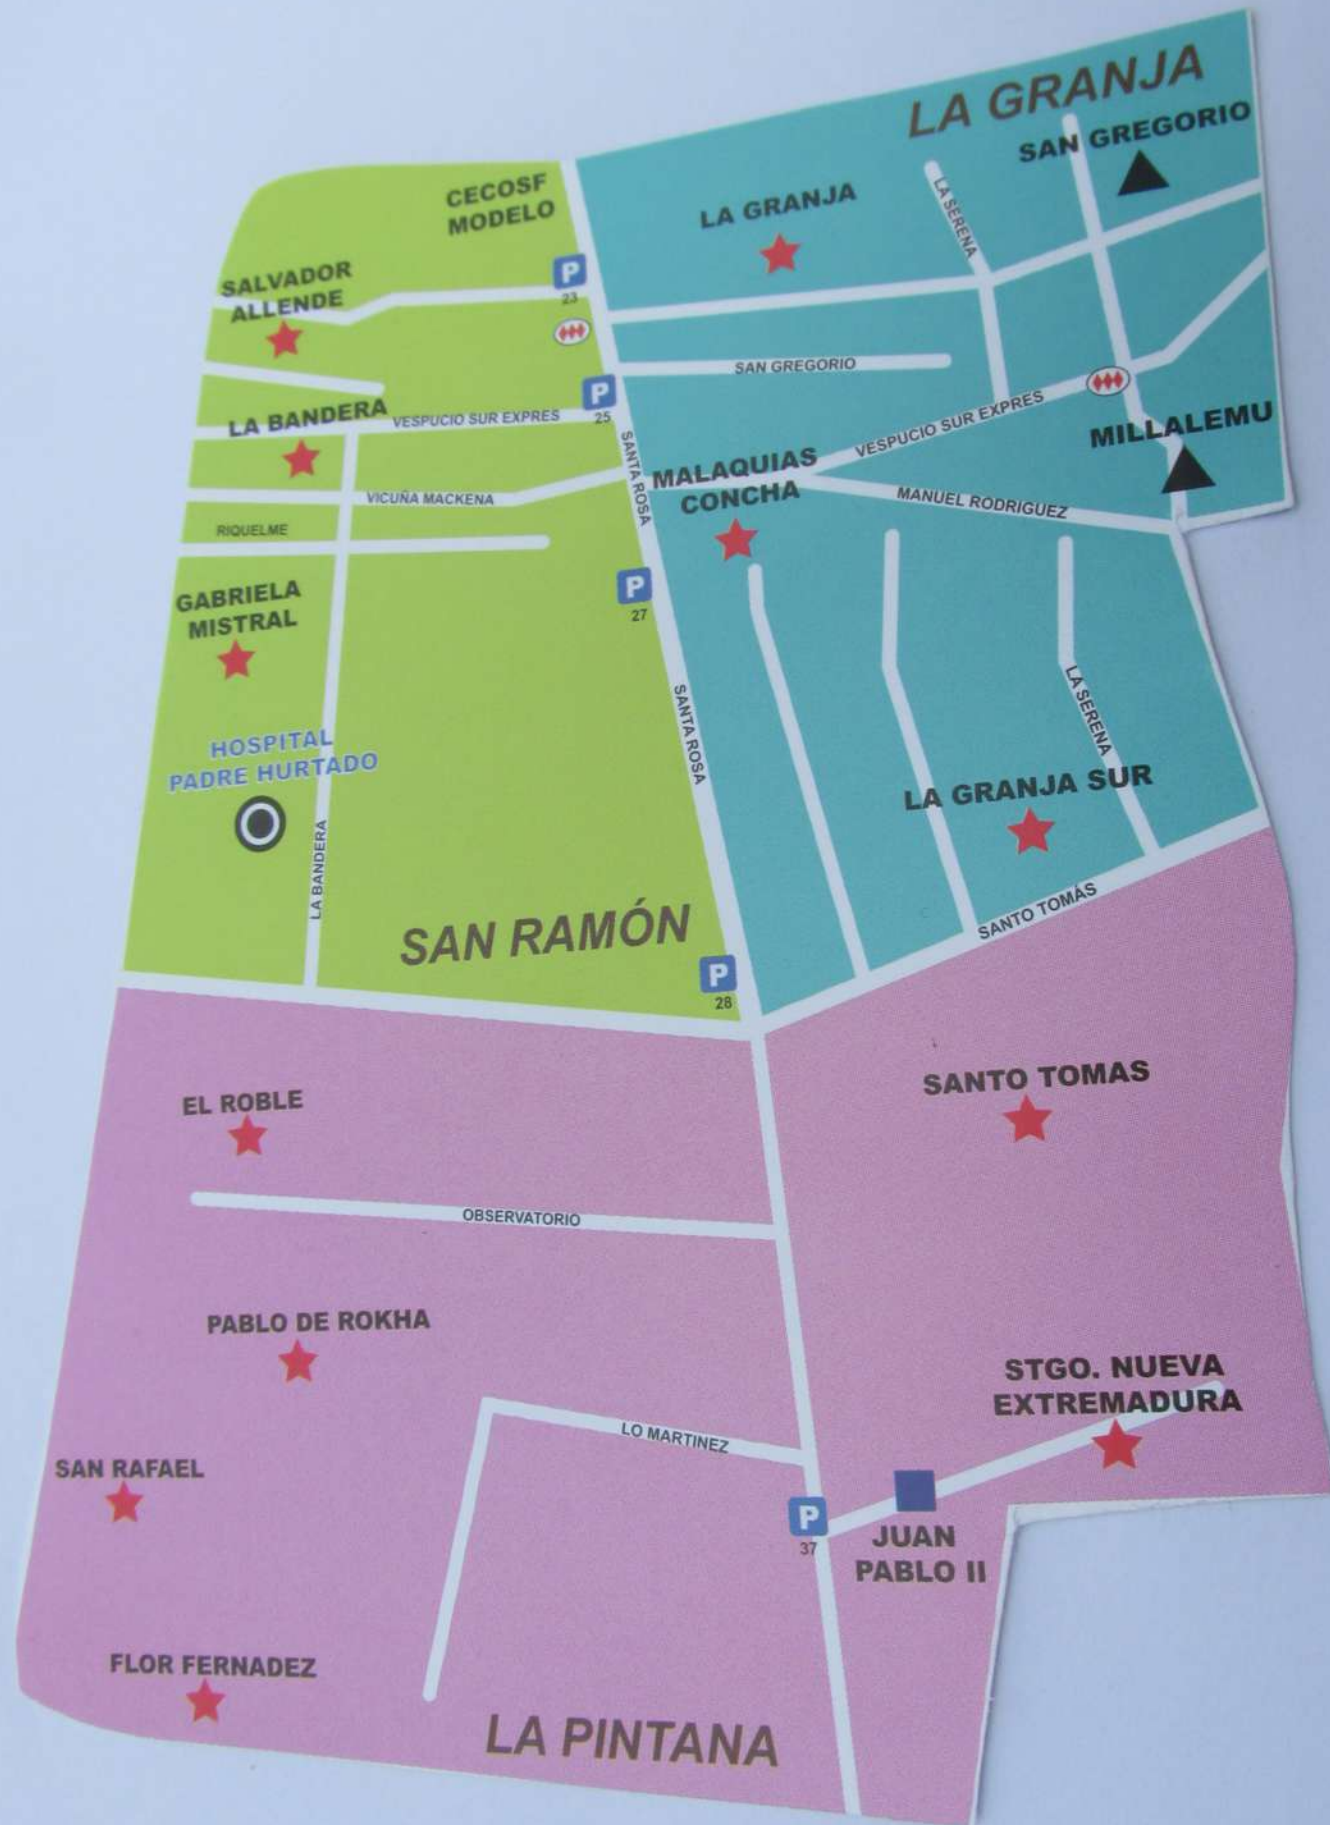 LA GRANJA
SAN GREGORIO
CECOSF
MODELO
LA GRANJA
LA SERENA
SALVADOR
ALLENDE
P
23
SAN GREGORIO
P
25
LA BANDERA
VESPUCIO SUR EXPRES
VESPUCIO SUR EXPRES
MILLALEMU
SANTA ROSA
MALAQUIAS
CONCHA
VICUÑA MACKENA
MANUEL RODRIGUEZ
RIQUELME
GABRIELA
MISTRAL
P
27
SANTA ROSA
LA SERENA
HOSPITAL
PADRE HURTADO
LA GRANJA SUR
LA BANDERA
SAN RAMÓN
SANTO TOMÁS
P
28
EL ROBLE
SANTO TOMAS
OBSERVATORIO
PABLO DE ROKHA
STGO. NUEVA
EXTREMADURA
LO MARTINEZ
SAN RAFAEL
P
37
JUAN
PABLO II
FLOR FERNADEZ
LA PINTANA